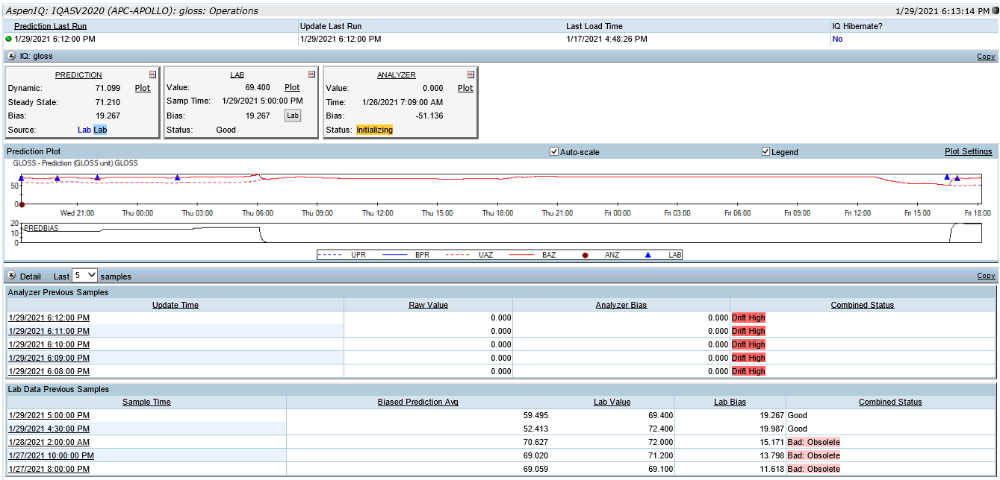 AspenIQ: IQASV2020 (APC-APOLLO): gloss: Operations 1/29/2021 6:13:14 PM
Prediction Last Run Update Last Run Last Load Time IQ Hibernate?
1/29/2021 6:12:00 PM 1/29/2021 6:12:00 PM 1/17/2021 4:48:26 PM No
IQ: gloss Copy
PREDICTION
Dynamic: 71.099 Plot
Steady State: 71.210
Bias: 19.267
Source: Lab Lab
LAB
Value: 69.400 Plot
Samp Time: 1/29/2021 5:00:00 PM
Bias: 19.267 Lab
Status: Good
ANALYZER
Value: 0.000 Plot
Time: 1/26/2021 7:09:00 AM
Bias: -51.136
Status: Initializing
Prediction Plot Auto-scale Legend Plot Settings
GLOSS - Prediction (GLOSS unit) GLOSS
50
0
Wed 21:00 Thu 00:00 Thu 03:00 Thu 06:00 Thu 09:00 Thu 12:00 Thu 15:00 Thu 18:00 Thu 21:00 Fri 00:00 Fri 03:00 Fri 06:00 Fri 09:00 Fri 12:00 Fri 15:00 Fri 18:00
20
PREDBIAS
10
0
UPR BPR UAZ BAZ ANZ LAB
Detail Last 5 samples Copy
Analyzer Previous Samples
Update Time Raw Value Analyzer Bias Combined Status
1/29/2021 6:12:00 PM 0.000 0.000 Drift High
1/29/2021 6:11:00 PM 0.000 0.000 Drift High
1/29/2021 6:10:00 PM 0.000 0.000 Drift High
1/29/2021 6:09:00 PM 0.000 0.000 Drift High
1/29/2021 6:08:00 PM 0.000 0.000 Drift High
Lab Data Previous Samples
Sample Time Biased Prediction Avg Lab Value Lab Bias Combined Status
1/29/2021 5:00:00 PM 59.495 69.400 19.267 Good
1/29/2021 4:30:00 PM 52.413 72.400 19.987 Good
1/28/2021 2:00:00 AM 70.627 72.000 15.171 Bad: Obsolete
1/27/2021 10:00:00 PM 69.020 71.200 13.798 Bad: Obsolete
1/27/2021 8:00:00 PM 69.059 69.100 11.618 Bad: Obsolete